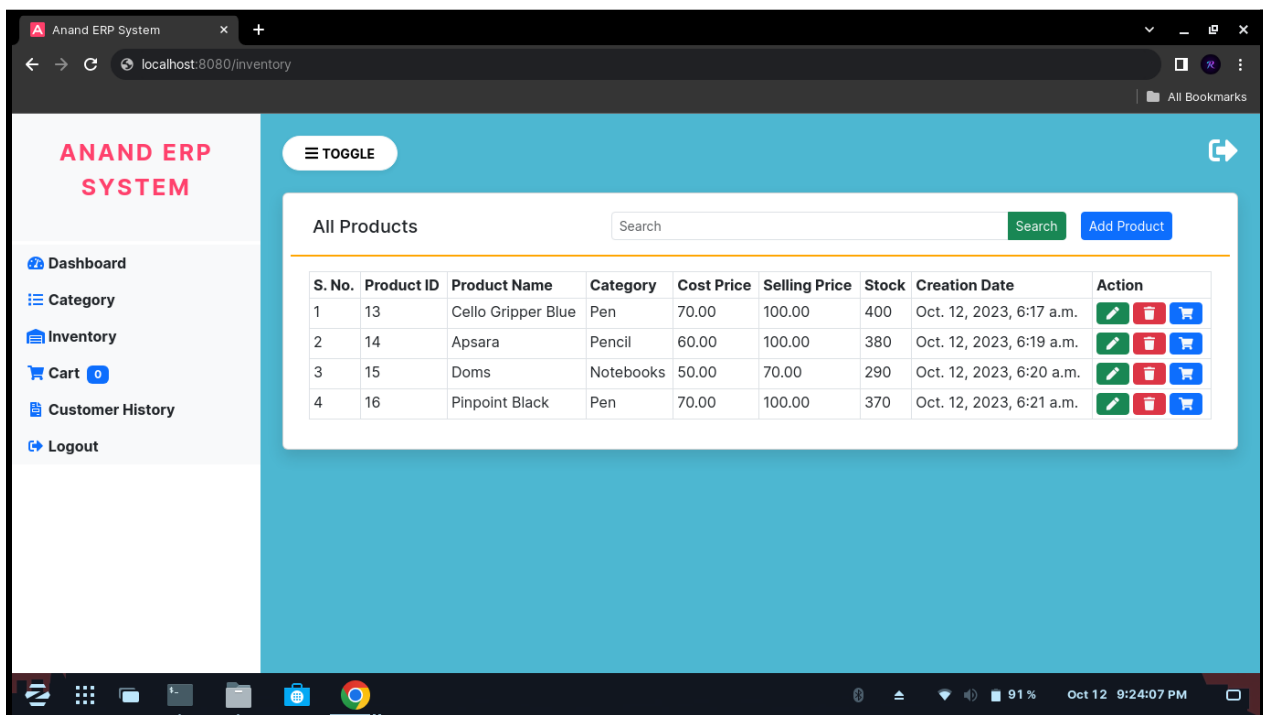 A Anand ERP System
localhost:8080/inventory
All Bookmarks
ANAND ERP
SYSTEM
TOGGLE
Dashboard
Category
Inventory
Cart 0
Customer History
Logout
All Products Search Search Add Product
S. No. Product ID Product Name Category Cost Price Selling Price Stock Creation Date Action
1 13 Cello Gripper Blue Pen 70.00 100.00 400 Oct. 12, 2023, 6:17 a.m.
2 14 Apsara Pencil 60.00 100.00 380 Oct. 12, 2023, 6:19 a.m.
3 15 Doms Notebooks 50.00 70.00 290 Oct. 12, 2023, 6:20 a.m.
4 16 Pinpoint Black Pen 70.00 100.00 370 Oct. 12, 2023, 6:21 a.m.
91% Oct 12 9:24:07 PM